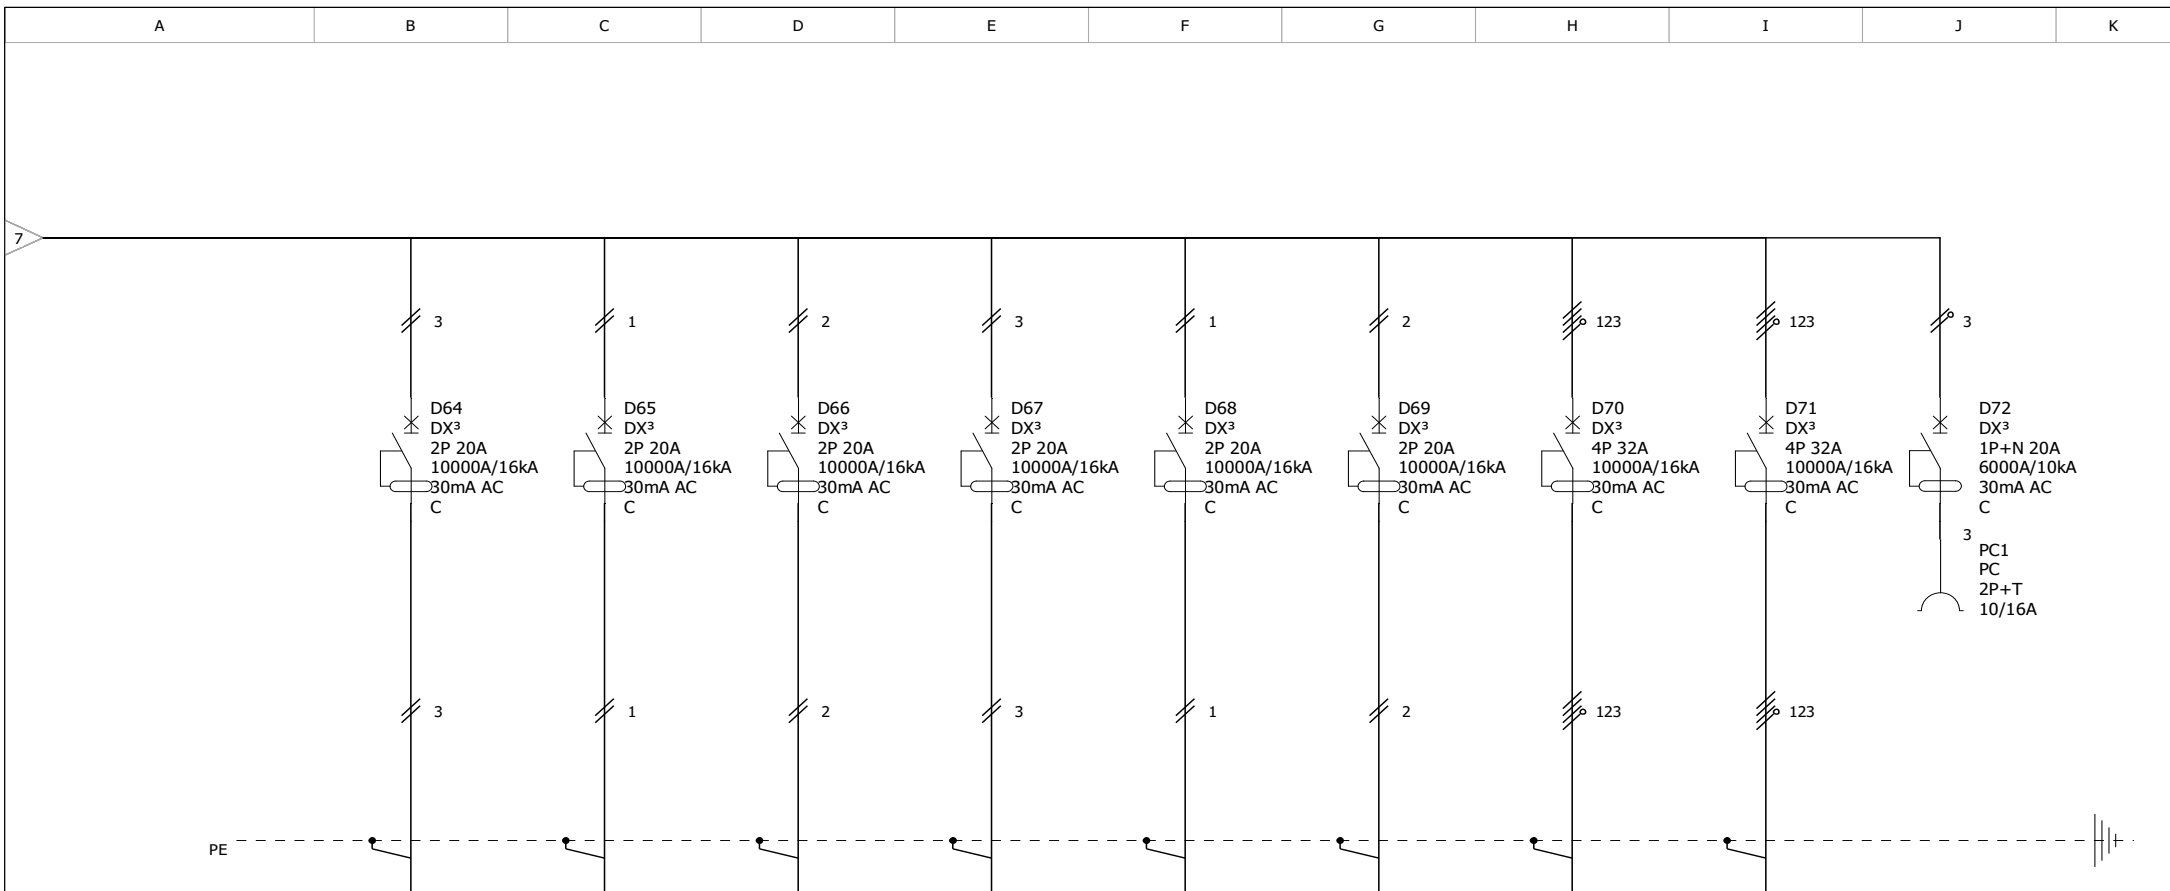 A B C D E F G H I J K
7
3 1 2 3 1 2 123 123 3
D64
DX³
2P 20A
10000A/16kA
30mA AC
C
D65
DX³
2P 20A
10000A/16kA
30mA AC
C
D66
DX³
2P 20A
10000A/16kA
30mA AC
C
D67
DX³
2P 20A
10000A/16kA
30mA AC
C
D68
DX³
2P 20A
10000A/16kA
30mA AC
C
D69
DX³
2P 20A
10000A/16kA
30mA AC
C
D70
DX³
4P 32A
10000A/16kA
30mA AC
C
D71
DX³
4P 32A
10000A/16kA
30mA AC
C
D72
DX³
1P+N 20A
6000A/10kA
30mA AC
C
3
PC1
PC
2P+T
10/16A
3 1 2 3 1 2 123 123
PE